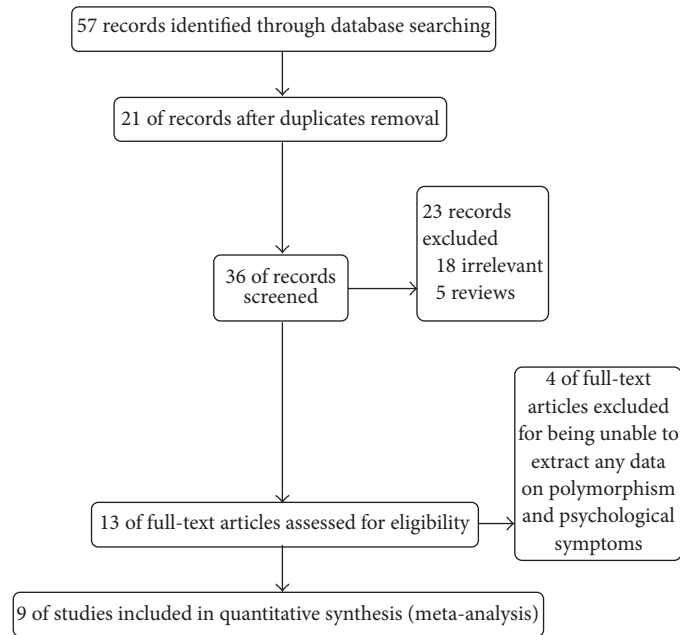 57 records identified through database searching
21 of records after duplicates removal
36 of records
screened
23 records
excluded
18 irrelevant
5 reviews
13 of full-text articles assessed for eligibility
4 of full-text
articles excluded
for being unable to
extract any data
on polymorphism
and psychological
symptoms
9 of studies included in quantitative synthesis (meta-analysis)